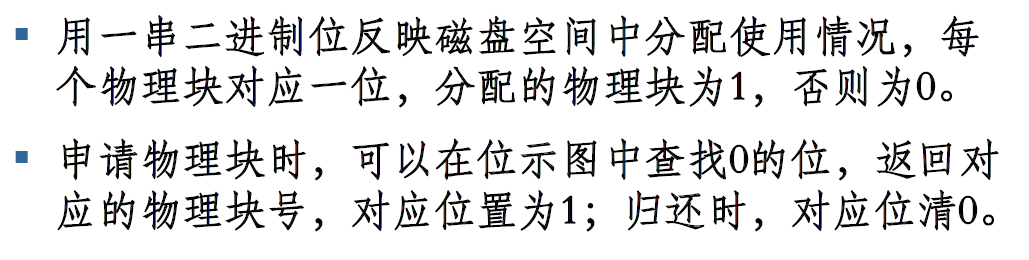 ▪ 用一串二进制位反映磁盘空间中分配使用情况，每
个物理块对应一位，分配的物理块为1，否则为0。
▪ 申请物理块时，可以在位示图中查找0的位，返回对
应的物理块号，对应位置为1；归还时，对应位清0。